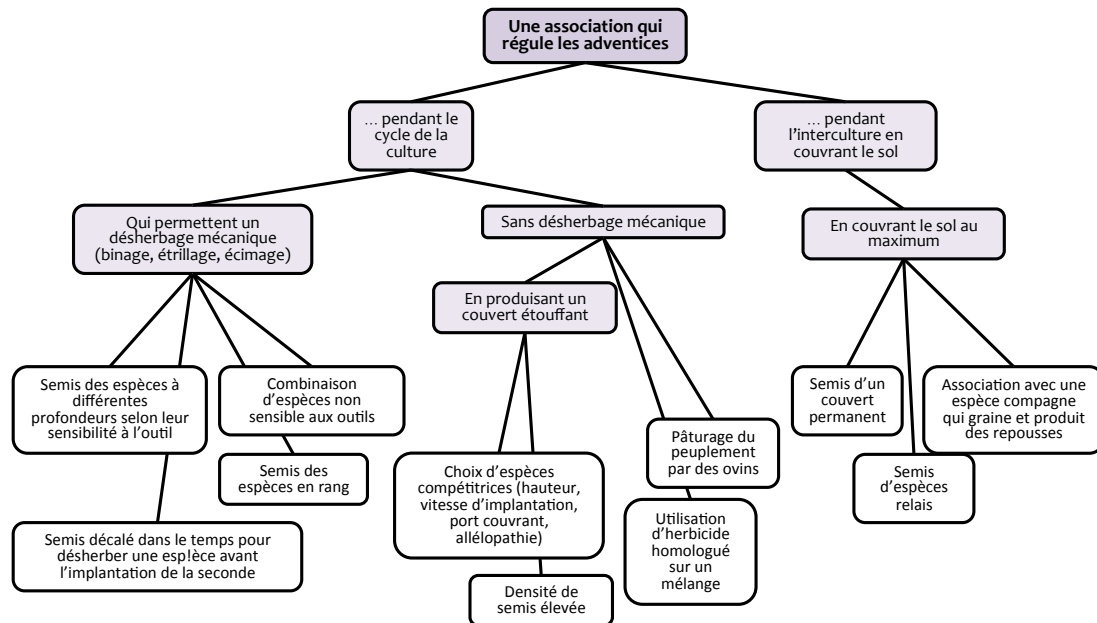 Une association qui
régule les adventices
… pendant le
cycle de la
culture
… pendant
l'interculture en
couvrant le sol
Qui permettent un
désherbage mécanique
(binage, étrillage, écimage)
Sans désherbage mécanique
En couvrant le sol au
maximum
En produisant un
couvert étouffant
Semis des espèces à
différentes
profondeurs selon leur
sensibilité à l'outil
Combinaison
d'espèces non
sensible aux outils
Semis d'un
couvert
permanent
Association avec une
espèce compagne
qui graine et produit
des repousses
Pâturage du
peuplement
par des ovins
Semis des
espèces en rang
Choix d'espèces
compétitrices (hauteur,
vitesse d'implantation,
port couvrant,
allélopathie)
Semis
d'espèces
relais
Utilisation
d'herbicide
homologué
sur un
mélange
Semis décalé dans le temps pour
désherber une esp!èce avant
l'implantation de la seconde
Densité de
semis élevée